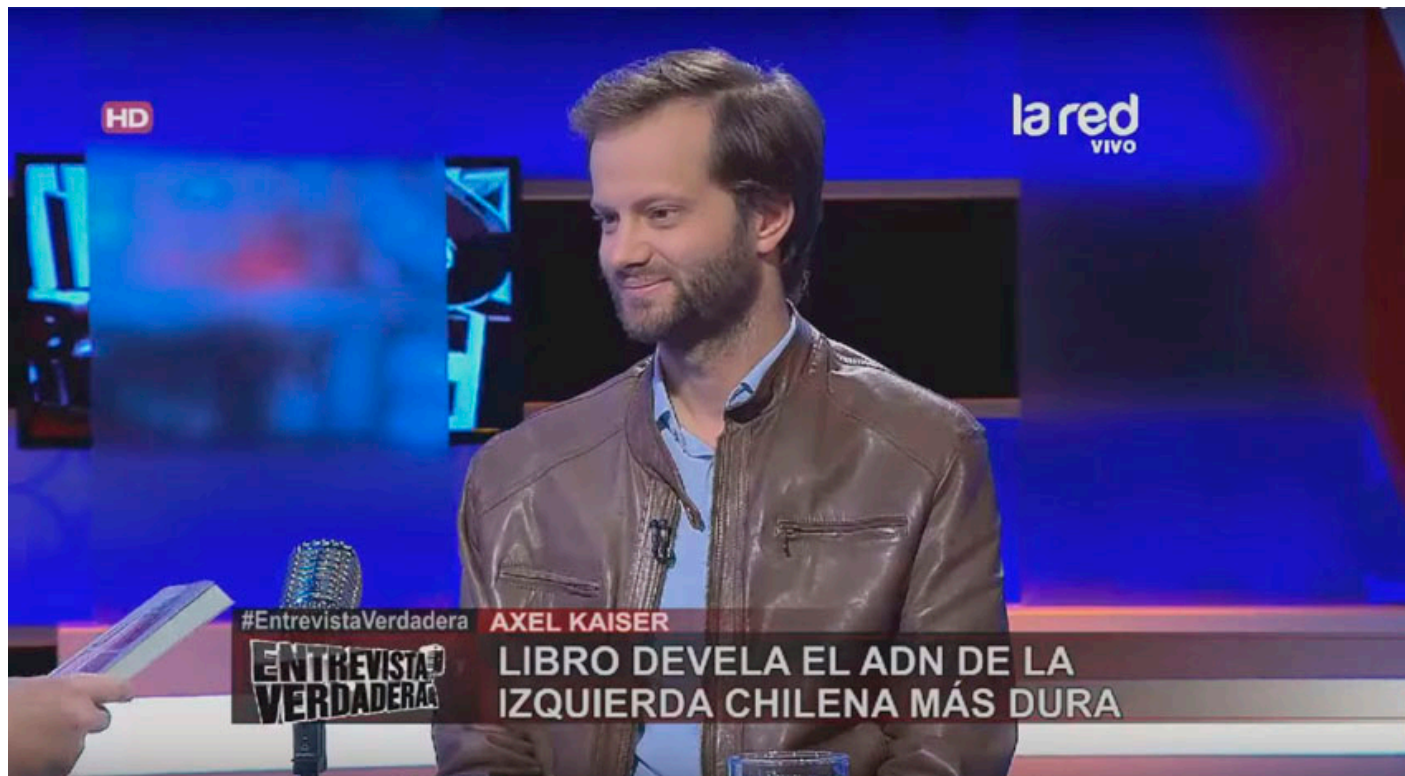 HD
la red
VIVO
#EntrevistaVerdadera
AXEL KAISER
ENTREVISTA
VERDADERA
LIBRO DEVELA EL ADN DE LA
IZQUIERDA CHILENA MÁS DURA